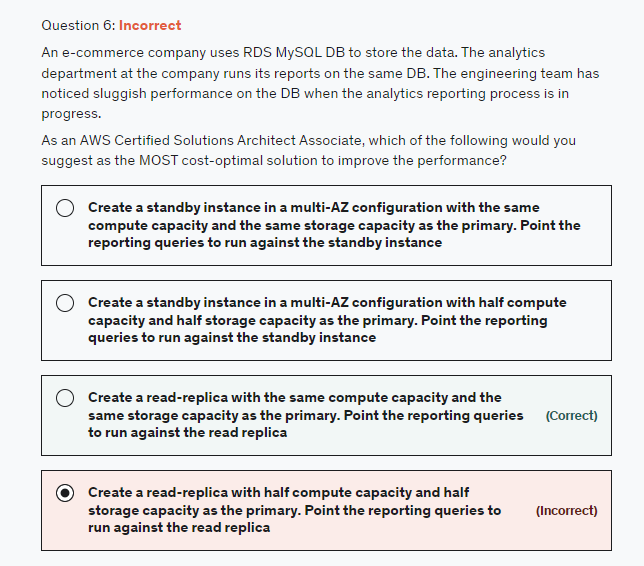 Question 6: Incorrect
An e-commerce company uses RDS MySQL DB to store the data. The analytics
department at the company runs its reports on the same DB. The engineering team has
noticed sluggish performance on the DB when the analytics reporting process is in
progress.
As an AWS Certified Solutions Architect Associate, which of the following would you
suggest as the MOST cost-optimal solution to improve the performance?
Create a standby instance in a multi-AZ configuration with the same
compute capacity and the same storage capacity as the primary. Point the
reporting queries to run against the standby instance
Create a standby instance in a multi-AZ configuration with half compute
capacity and half storage capacity as the primary. Point the reporting
queries to run against the standby instance
Create a read-replica with the same compute capacity and the
same storage capacity as the primary. Point the reporting queries (Correct)
to run against the read replica
Create a read-replica with half compute capacity and half
storage capacity as the primary. Point the reporting queries to (Incorrect)
run against the read replica